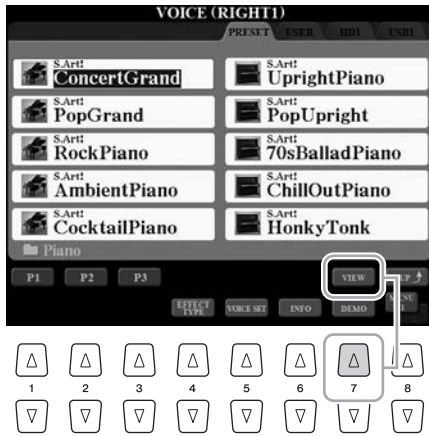 VOICE (RIGHT1)
PRESET USER HD1 USB1
S.Art!
ConcertGrand
S.Art!
UprightPiano
S.Art!
PopGrand
S.Art!
PopUpright
S.Art!
RockPiano
S.Art!
70sBalladPiano
S.Art!
AmbientPiano
S.Art!
ChillOutPiano
S.Art!
CocktailPiano
S.Art!
HonkyTonk
Piano
P1 P2 P3 VIEW
EFFECT
TYPE
VOICE SET INFO DEMO
MENU
1 2 3 4 5 6 7 8